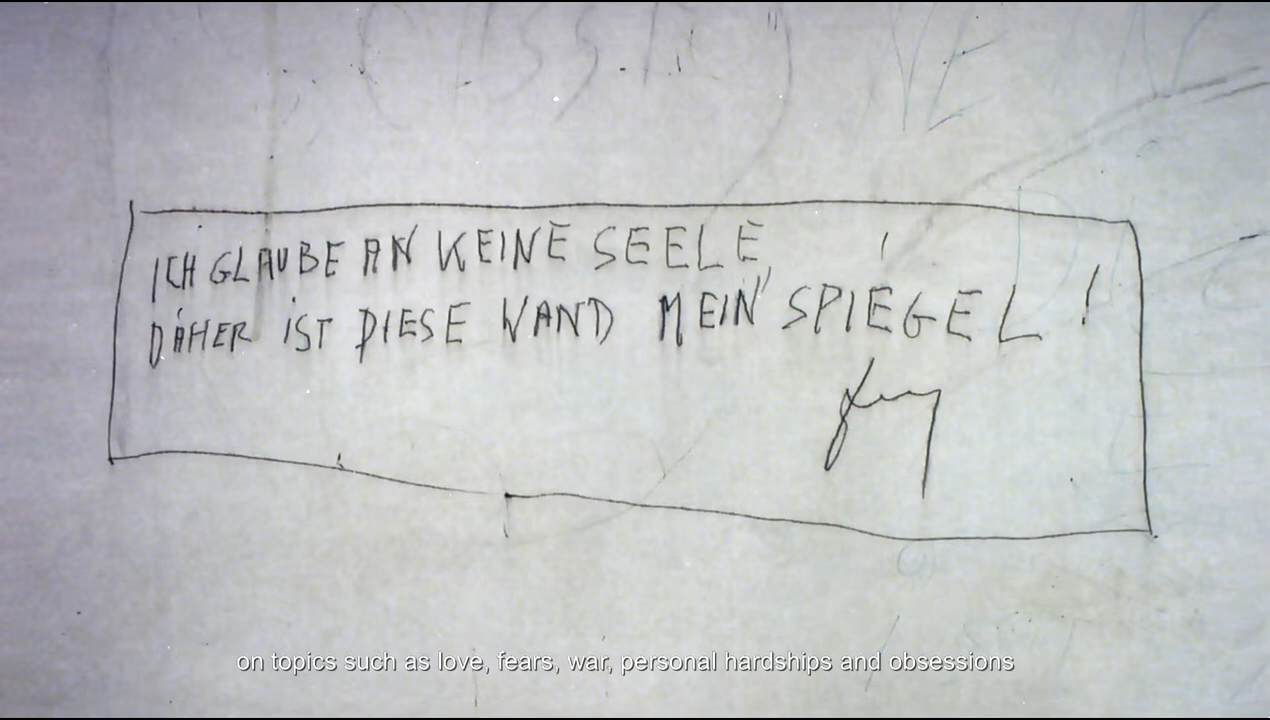 ICH GLAUBE AN KEINE SEELE,
DAHER IST DIESE WAND MEIN SPIEGEL!
on topics such as love, fears, war, personal hardships and obsessions